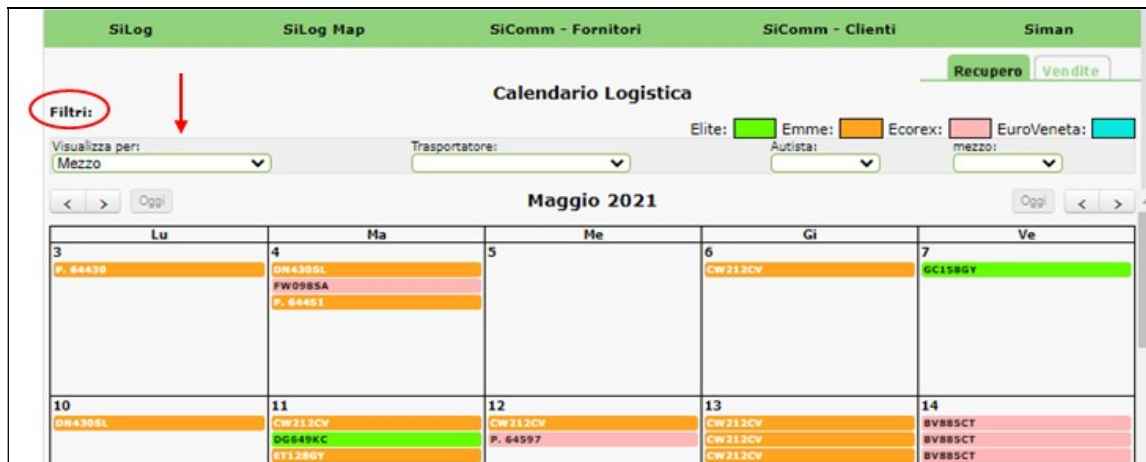 SiLog SiLog Map SiComm - Fornitori SiComm - Clienti Siman
Recupero Vendite
Calendario Logistica
Filtri:
Elite: Emme: Ecorex: EuroVeneta:
Visualizza per: Trasportatore: Autista: mezzo:
Mezzo
< > Oggi Maggio 2021 Oggi < >
Lu Ma Me Gi Ve
3 4 5 6 7
P. 64430 DN430SL CW212CV GC158GY
FW098SA
P. 64451
10 11 12 13 14
DN430SL CW212CV CW212CV CW212CV BV885CT
DG649KC P. 64597 CW212CV BV885CT
ET128GY CW212CV BV885CT